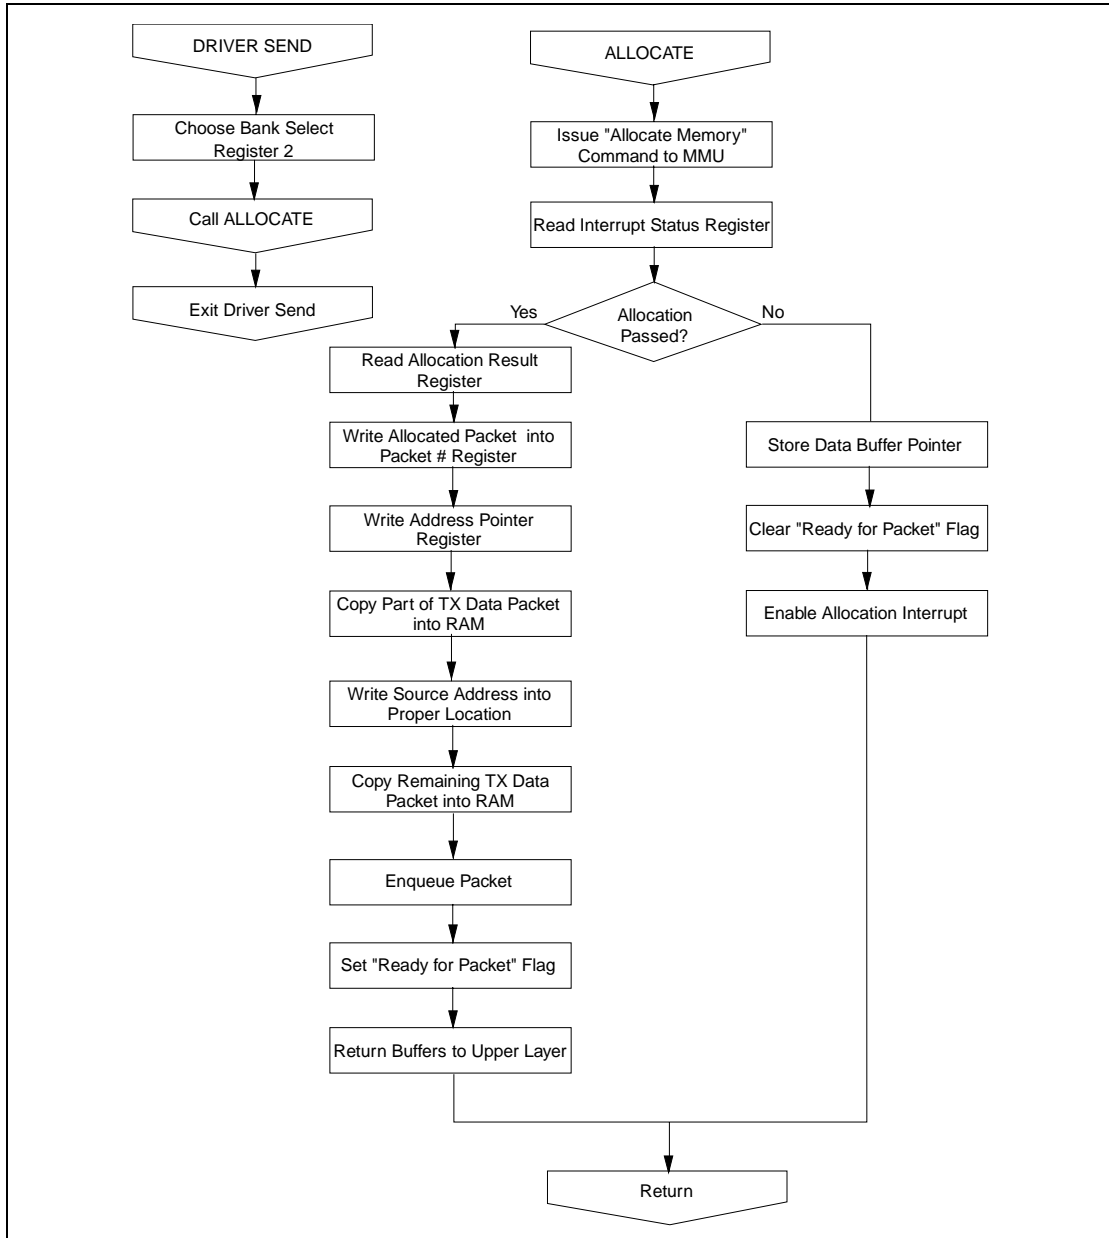 DRIVER SEND
Choose Bank Select
Register 2
Call ALLOCATE
Exit Driver Send
ALLOCATE
Issue "Allocate Memory"
Command to MMU
Read Interrupt Status Register
Allocation
Passed?
Yes
No
Read Allocation Result
Register
Write Allocated Packet into
Packet # Register
Write Address Pointer
Register
Copy Part of TX Data Packet
into RAM
Write Source Address into
Proper Location
Copy Remaining TX Data
Packet into RAM
Enqueue Packet
Set "Ready for Packet" Flag
Return Buffers to Upper Layer
Store Data Buffer Pointer
Clear "Ready for Packet" Flag
Enable Allocation Interrupt
Return